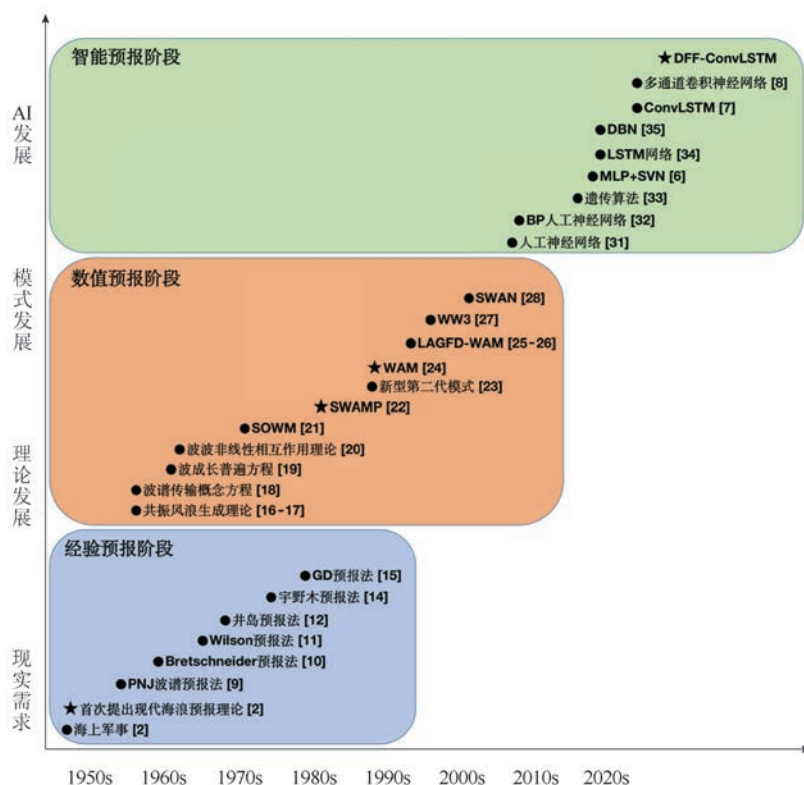 智能预报阶段
★DFF-ConvLSTM
●多通道卷积神经网络 [8]
●ConvLSTM [7]
●DBN [35]
●LSTM网络 [34]
●MLP+SVN [6]
●遗传算法 [33]
●BP人工神经网络 [32]
●人工神经网络 [31]
AI发展
数值预报阶段
●SWAN [28]
●WW3 [27]
●LAGFD-WAM [25-26]
★WAM [24]
●新型第二代模式 [23]
★SWAMP [22]
●SOWM [21]
●波波非线性相互作用理论 [20]
●波成长普遍方程 [19]
●波谱传输概念方程 [18]
●共振风浪生成理论 [16-17]
模式发展
理论发展
经验预报阶段
●GD预报法 [15]
●宇野木预报法 [14]
●井岛预报法 [12]
●Wilson预报法 [11]
●Bretschneider预报法 [10]
●PNJ波谱预报法 [9]
★首次提出现代海浪预报理论 [2]
●海上军事 [2]
现实需求
1950s 1960s 1970s 1980s 1990s 2000s 2010s 2020s